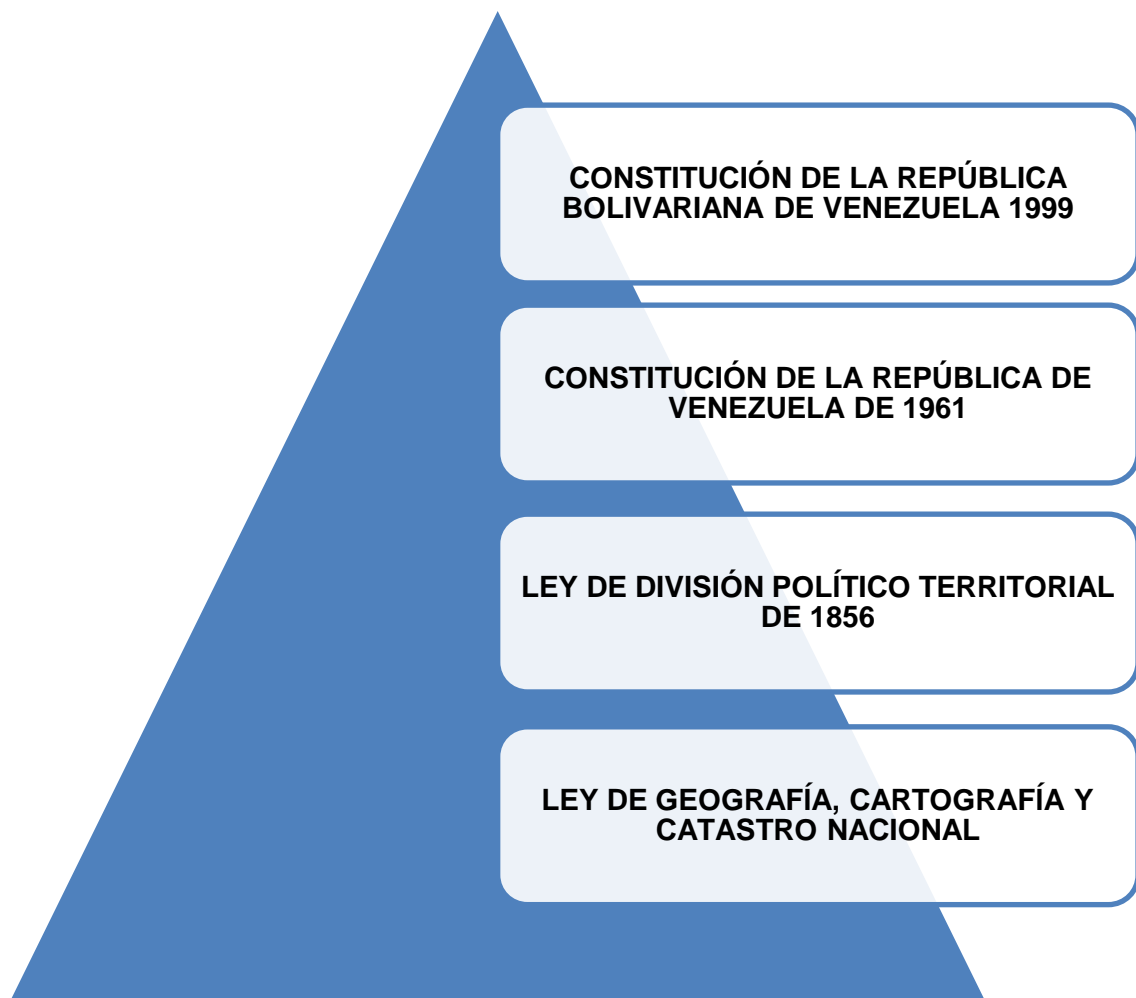 CONSTITUCIÓN DE LA REPÚBLICA
BOLIVARIANA DE VENEZUELA 1999
CONSTITUCIÓN DE LA REPÚBLICA DE
VENEZUELA DE 1961
LEY DE DIVISIÓN POLÍTICO TERRITORIAL
DE 1856
LEY DE GEOGRAFÍA, CARTOGRAFÍA Y
CATASTRO NACIONAL